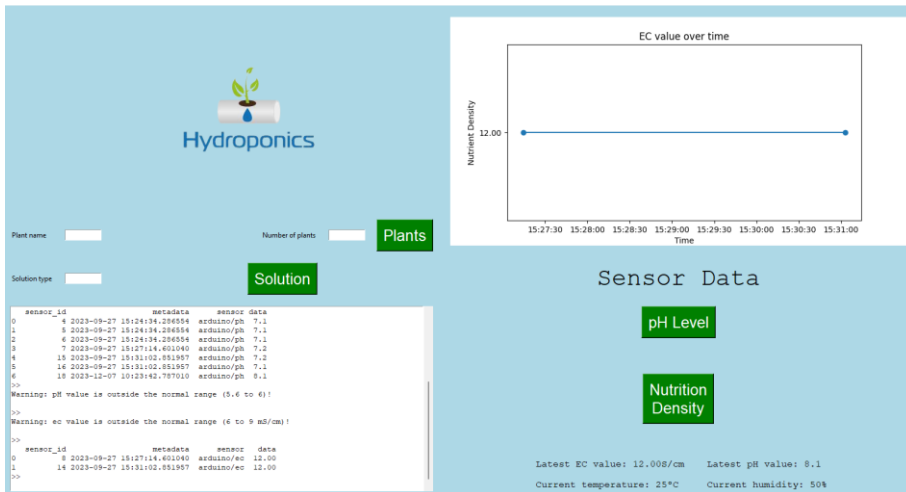 Hydroponics
Plant name
Number of plants
Plants
Solution type
Solution
sensor_id metadata sensor data
0 4 2023-09-27 15:24:34.286554 arduino/ph 7.1
1 5 2023-09-27 15:24:34.286554 arduino/ph 7.1
2 6 2023-09-27 15:24:34.286554 arduino/ph 7.1
3 7 2023-09-27 15:27:14.601040 arduino/ph 7.2
4 15 2023-09-27 15:31:02.851957 arduino/ph 7.2
5 16 2023-09-27 15:31:02.851957 arduino/ph 7.1
6 18 2023-12-07 10:23:42.787010 arduino/ph 8.1
>>
Warning: pH value is outside the normal range (5.6 to 6)!
>>
Warning: ec value is outside the normal range (6 to 9 mS/cm)!
>>
sensor_id metadata sensor data
0 8 2023-09-27 15:27:14.601040 arduino/ec 12.00
1 14 2023-09-27 15:31:02.851957 arduino/ec 12.00
>>
EC value over time
Nutrient Density
12.00
15:27:30 15:28:00 15:28:30 15:29:00 15:29:30 15:30:00 15:30:30 15:31:00
Time
Sensor Data
pH Level
Nutrition
Density
Latest EC value: 12.00S/cm Latest pH value: 8.1
Current temperature: 25°C Current humidity: 50%